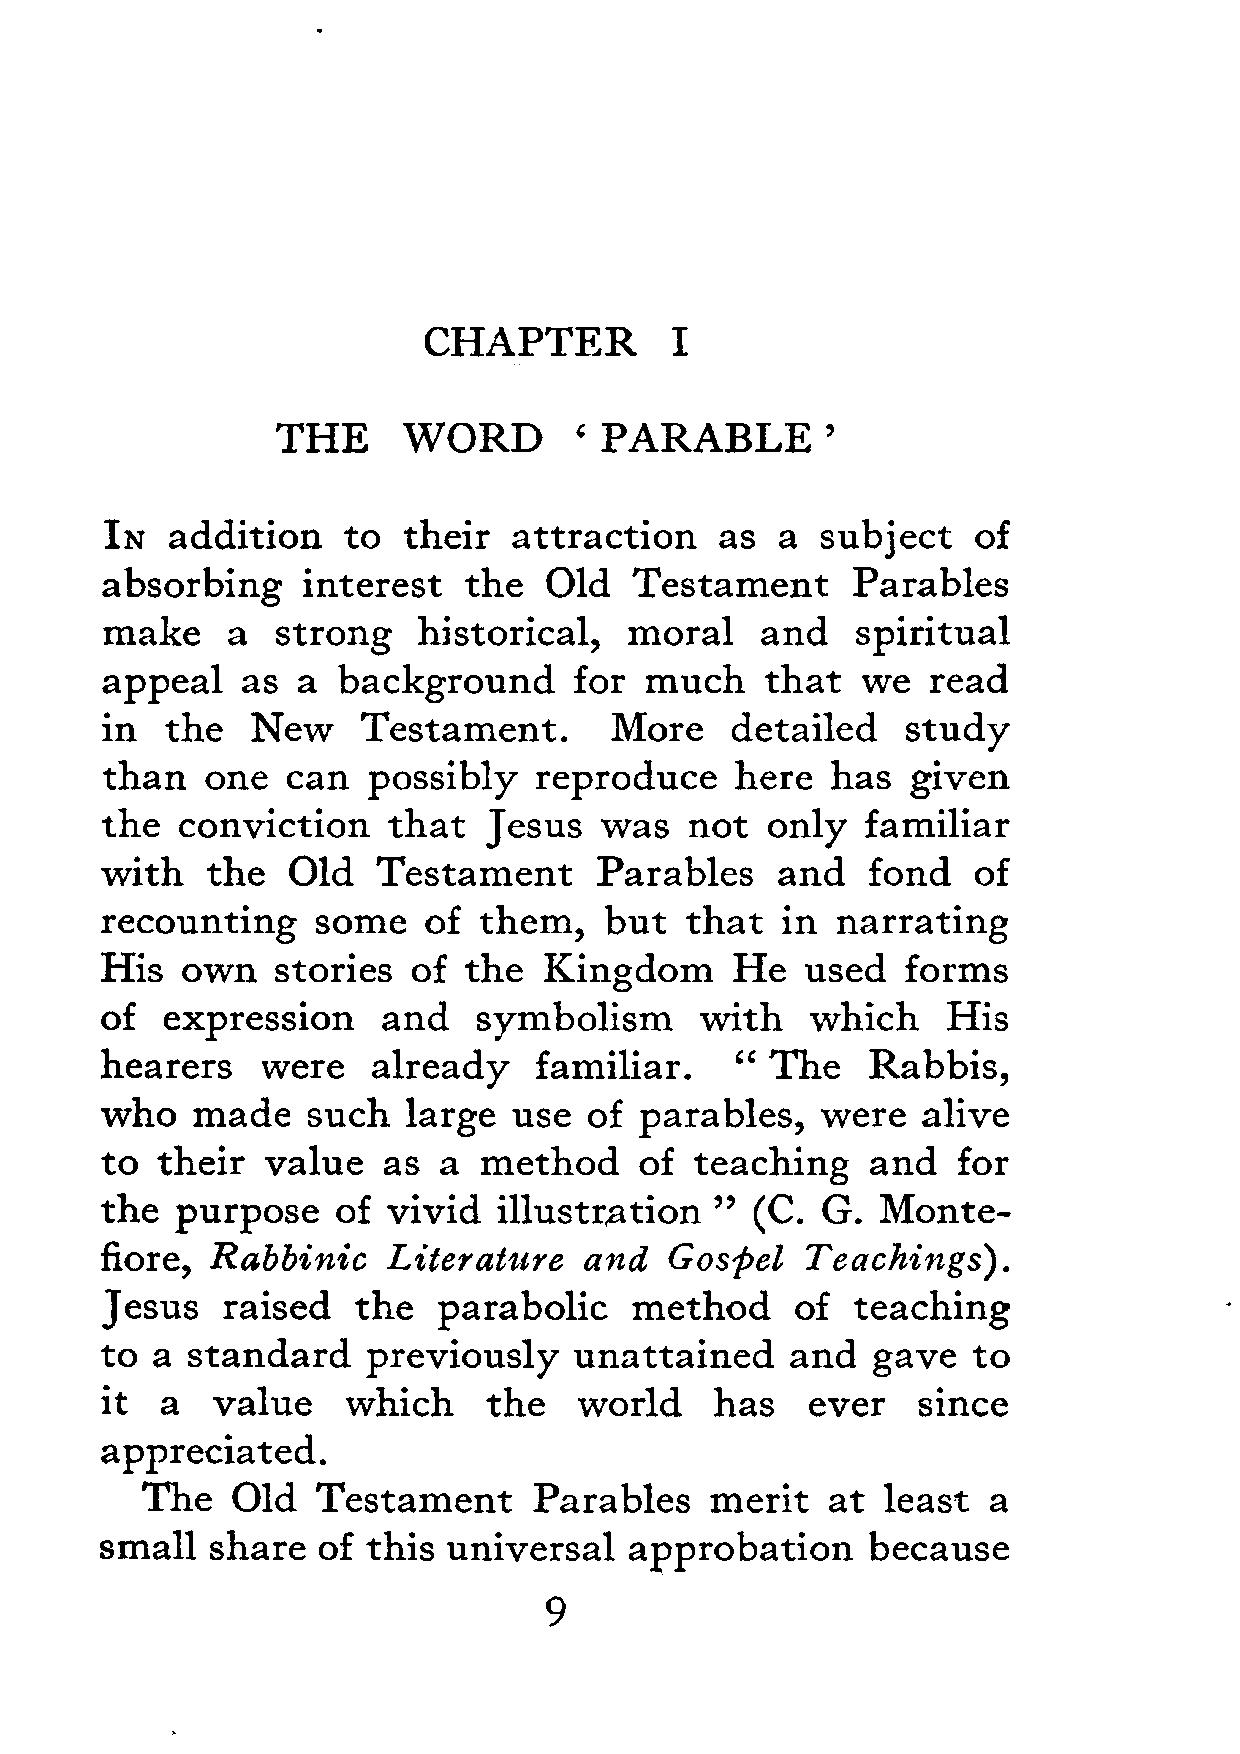 CHAPTER I
THE WORD ‘ PARABLE ’
IN addition to their attraction as a subject of
absorbing interest the Old Testament Parables
make a strong historical, moral and spiritual
appeal as a background for much that we read
in the New Testament. More detailed study
than one can possibly reproduce here has given
the conviction that Jesus was not only familiar
with the Old Testament Parables and fond of
recounting some of them, but that in narrating
His own stories of the Kingdom He used forms
of expression and symbolism with which His
hearers were already familiar. “ The Rabbis,
who made such large use of parables, were alive
to their value as a method of teaching and for
the purpose of vivid illustration ” (C. G. Monte-
fiore, Rabbinic Literature and Gospel Teachings).
Jesus raised the parabolic method of teaching
to a standard previously unattained and gave to
it a value which the world has ever since
appreciated.
The Old Testament Parables merit at least a
small share of this universal approbation because
9